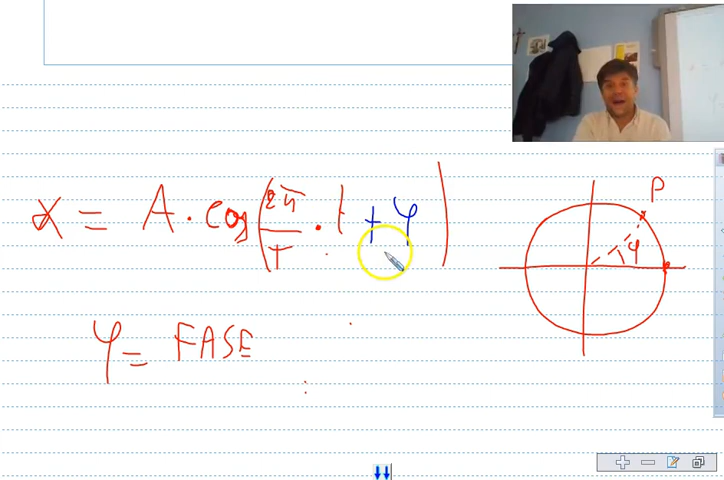 x = A · cos(2π/T · t + φ)
P
φ
φ = FASE